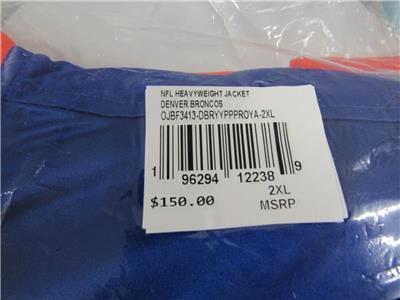 NFL HEAVYWEIGHT JACKET
DENVER BRONCOS
OJBF3413-DBRYYPPPROYA-2XL
1 96294 12238 9
2XL
$150.00 MSRP